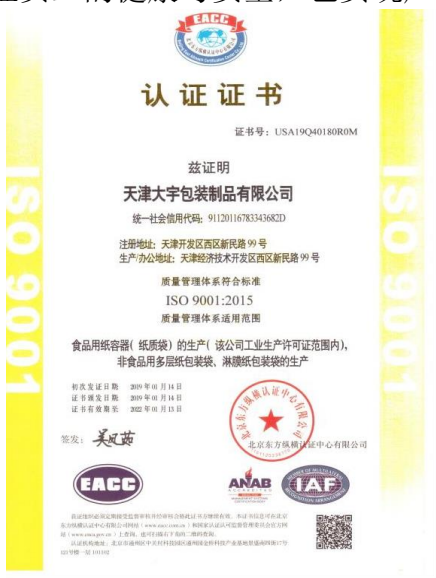 EACC
认证证书
证书号：USA19Q40180R0M
兹证明
天津大宇包装制品有限公司
统一社会信用代码：91120116783343682D
注册地址：天津开发区西区新民路99号
生产/办公地址：天津经济技术开发区西区新民路99号
质量管理体系符合标准
ISO 9001:2015
质量管理体系适用范围
食品用纸容器(纸质袋)的生产(该公司工业生产许可证范围内)、
非食品用多层纸包装袋、淋膜纸包装袋的生产
初次发证日期 2019年01月14日
证书颁发日期 2019年01月14日
证书有效期至 2022年01月13日
签发：
北京东方纵横认证中心有限公司
EACC
ANAB
IAF
ISO 9001
ISO 9001